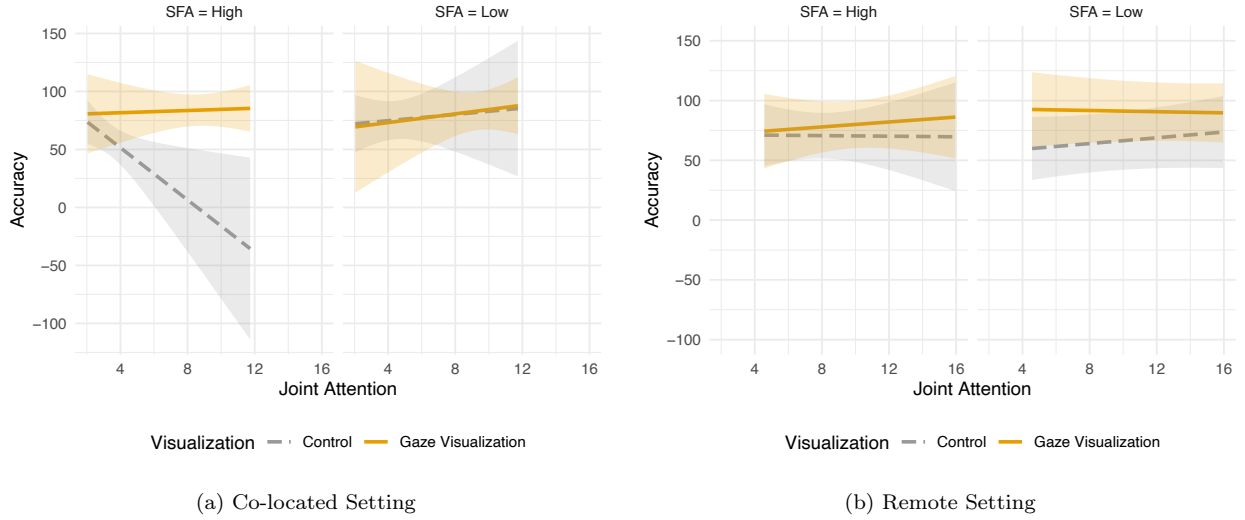 SFA = High SFA = Low
150
100
50
0
−50
−100
Accuracy
4 8 12 16 4 8 12 16
Joint Attention
Visualization Control Gaze Visualization
(a) Co-located Setting
SFA = High SFA = Low
150
100
50
0
−50
−100
Accuracy
4 8 12 16 4 8 12 16
Joint Attention
Visualization Control Gaze Visualization
(b) Remote Setting